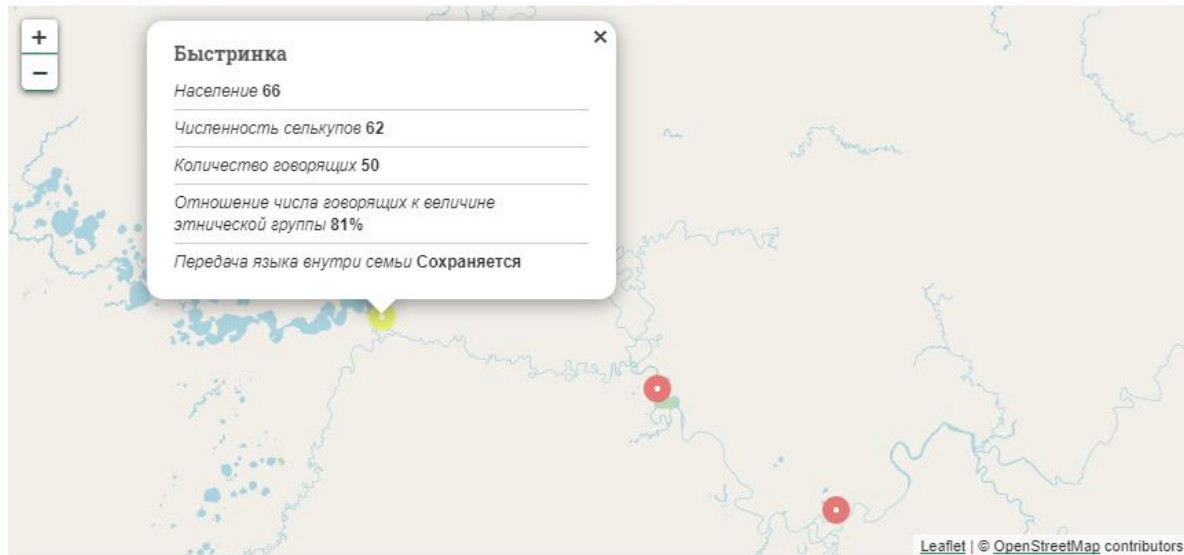 +
−
×
Быстринка
Население 66
Численность селькупов 62
Количество говорящих 50
Отношение числа говорящих к величине
этнической группы 81%
Передача языка внутри семьи Сохраняется
Leaflet | © OpenStreetMap contributors